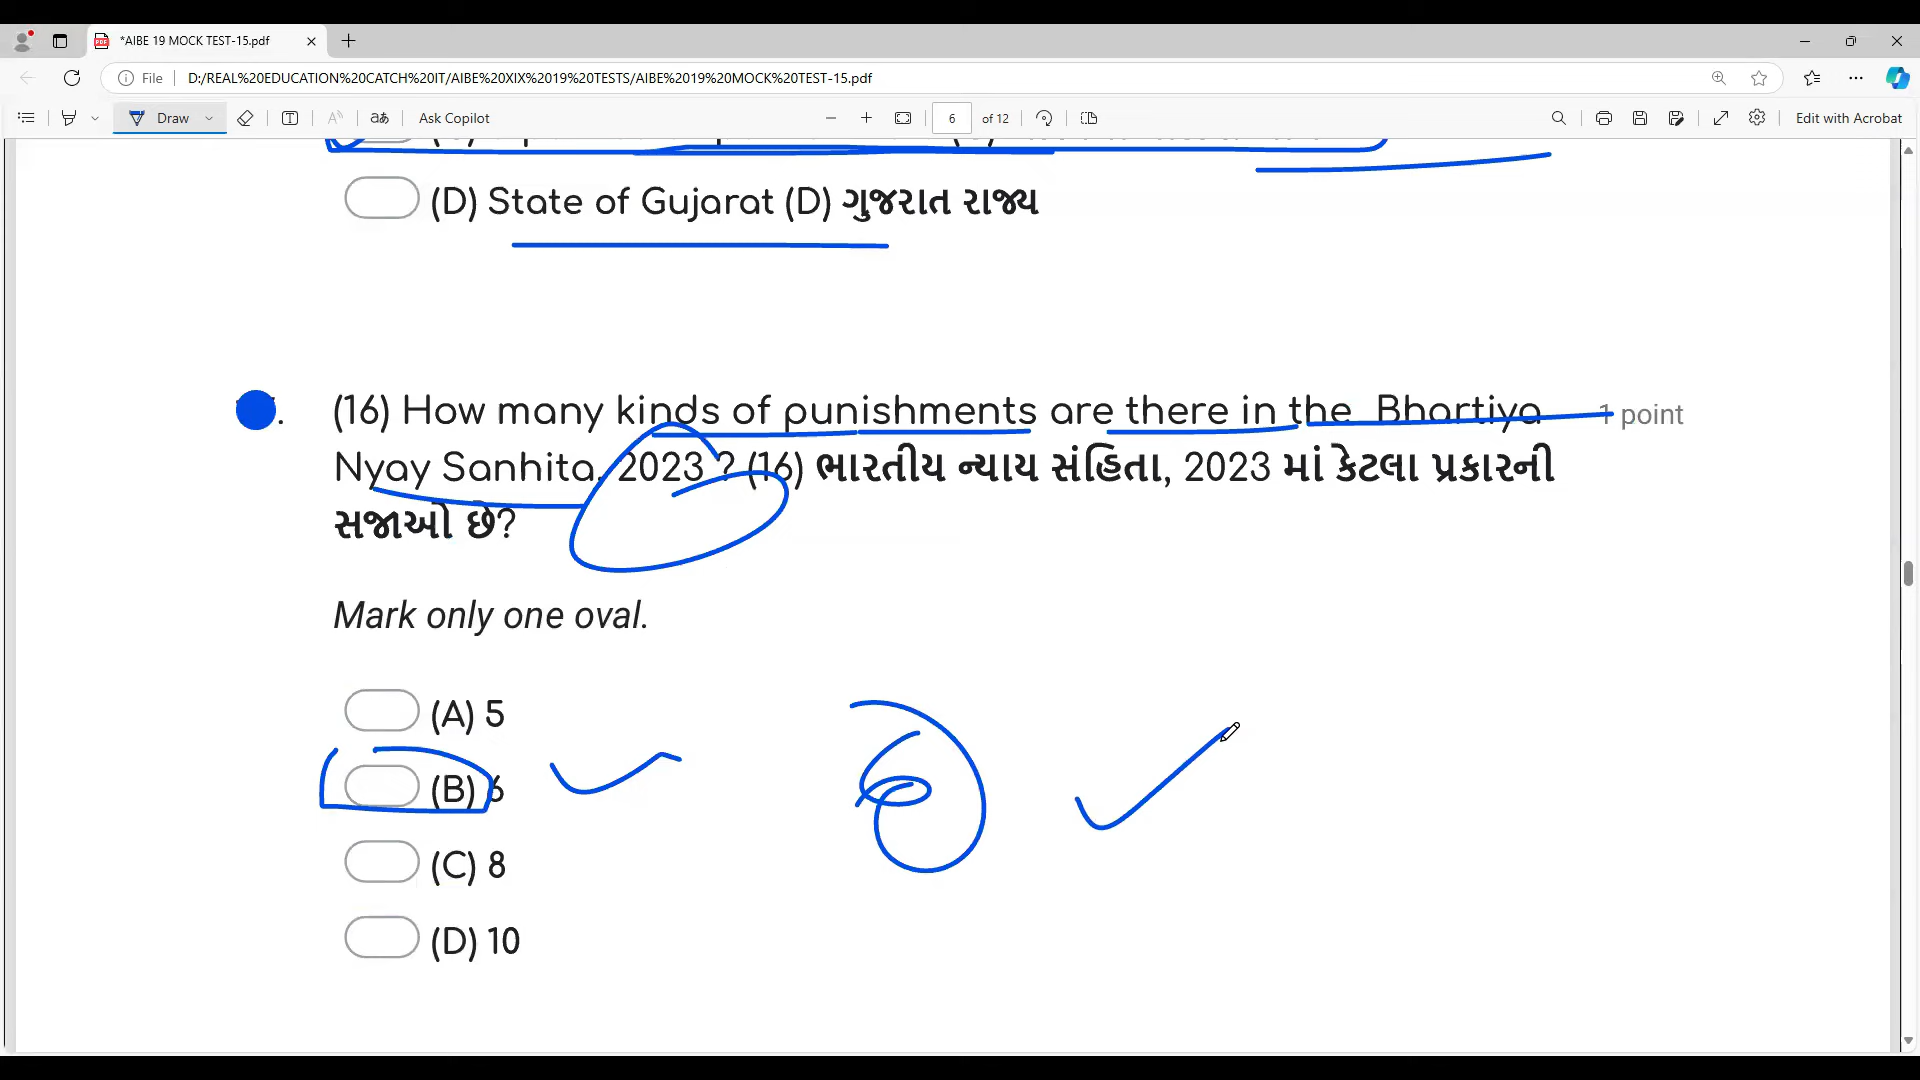 *AIBE 19 MOCK TEST-15.pdf
File
D:/REAL%20EDUCATION%20CATCH%20IT/AIBE%20XIX%2019%20TESTS/AIBE%2019%20MOCK%20TEST-15.pdf
Draw
Ask Copilot
6 of 12
Edit with Acrobat
(D) State of Gujarat (D) ગુજરાત રાજ્ય
(16) How many kinds of punishments are there in the Bhartiya
1 point
Nyay Sanhita, 2023 ? (16) ભારતીય ન્યાય સંહિતા, 2023 માં કેટલા પ્રકારની
સજાઓ છે?
Mark only one oval.
(A) 5
(B) 6
6
(C) 8
(D) 10